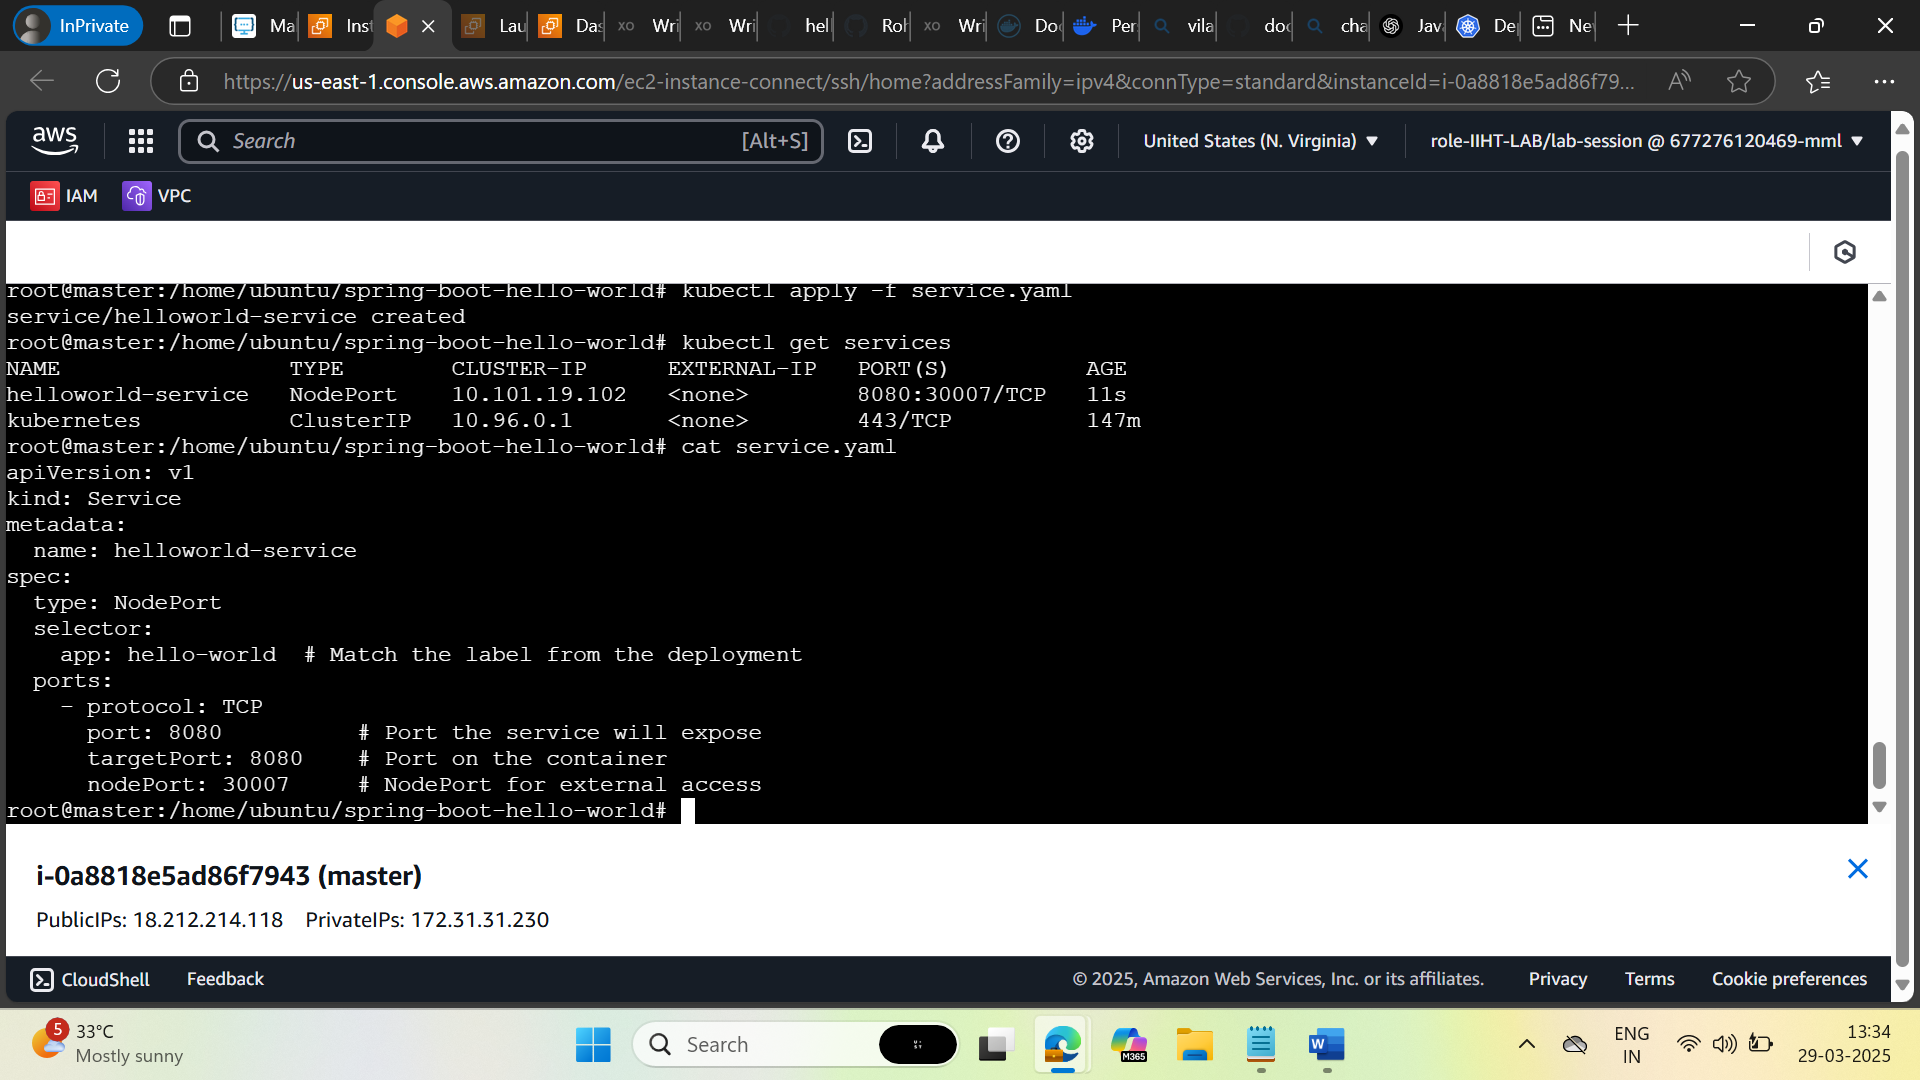 InPrivate
Ma
Inst
Lau
Das
Wri
Wri
hell
Roh
Wri
Doc
Per
vila
doc
cha
Java
Dep
Ne
https://us-east-1.console.aws.amazon.com/ec2-instance-connect/ssh/home?addressFamily=ipv4&connType=standard&instanceId=i-0a8818e5ad86f79...
aws
Search [Alt+S]
United States (N. Virginia)
role-IIHT-LAB/lab-session @ 677276120469-mml
IAM
VPC
root@master:/home/ubuntu/spring-boot-hello-world# kubectl apply -f service.yaml
service/helloworld-service created
root@master:/home/ubuntu/spring-boot-hello-world# kubectl get services
NAME TYPE CLUSTER-IP EXTERNAL-IP PORT(S) AGE
helloworld-service NodePort 10.101.19.102 <none> 8080:30007/TCP 11s
kubernetes ClusterIP 10.96.0.1 <none> 443/TCP 147m
root@master:/home/ubuntu/spring-boot-hello-world# cat service.yaml
apiVersion: v1
kind: Service
metadata:
  name: helloworld-service
spec:
  type: NodePort
  selector:
    app: hello-world  # Match the label from the deployment
  ports:
    - protocol: TCP
      port: 8080          # Port the service will expose
      targetPort: 8080    # Port on the container
      nodePort: 30007     # NodePort for external access
root@master:/home/ubuntu/spring-boot-hello-world#
i-0a8818e5ad86f7943 (master)
PublicIPs: 18.212.214.118 PrivateIPs: 172.31.31.230
CloudShell
Feedback
© 2025, Amazon Web Services, Inc. or its affiliates.
Privacy
Terms
Cookie preferences
5
33°C
Mostly sunny
Search
M365
W
ENG
IN
13:34
29-03-2025